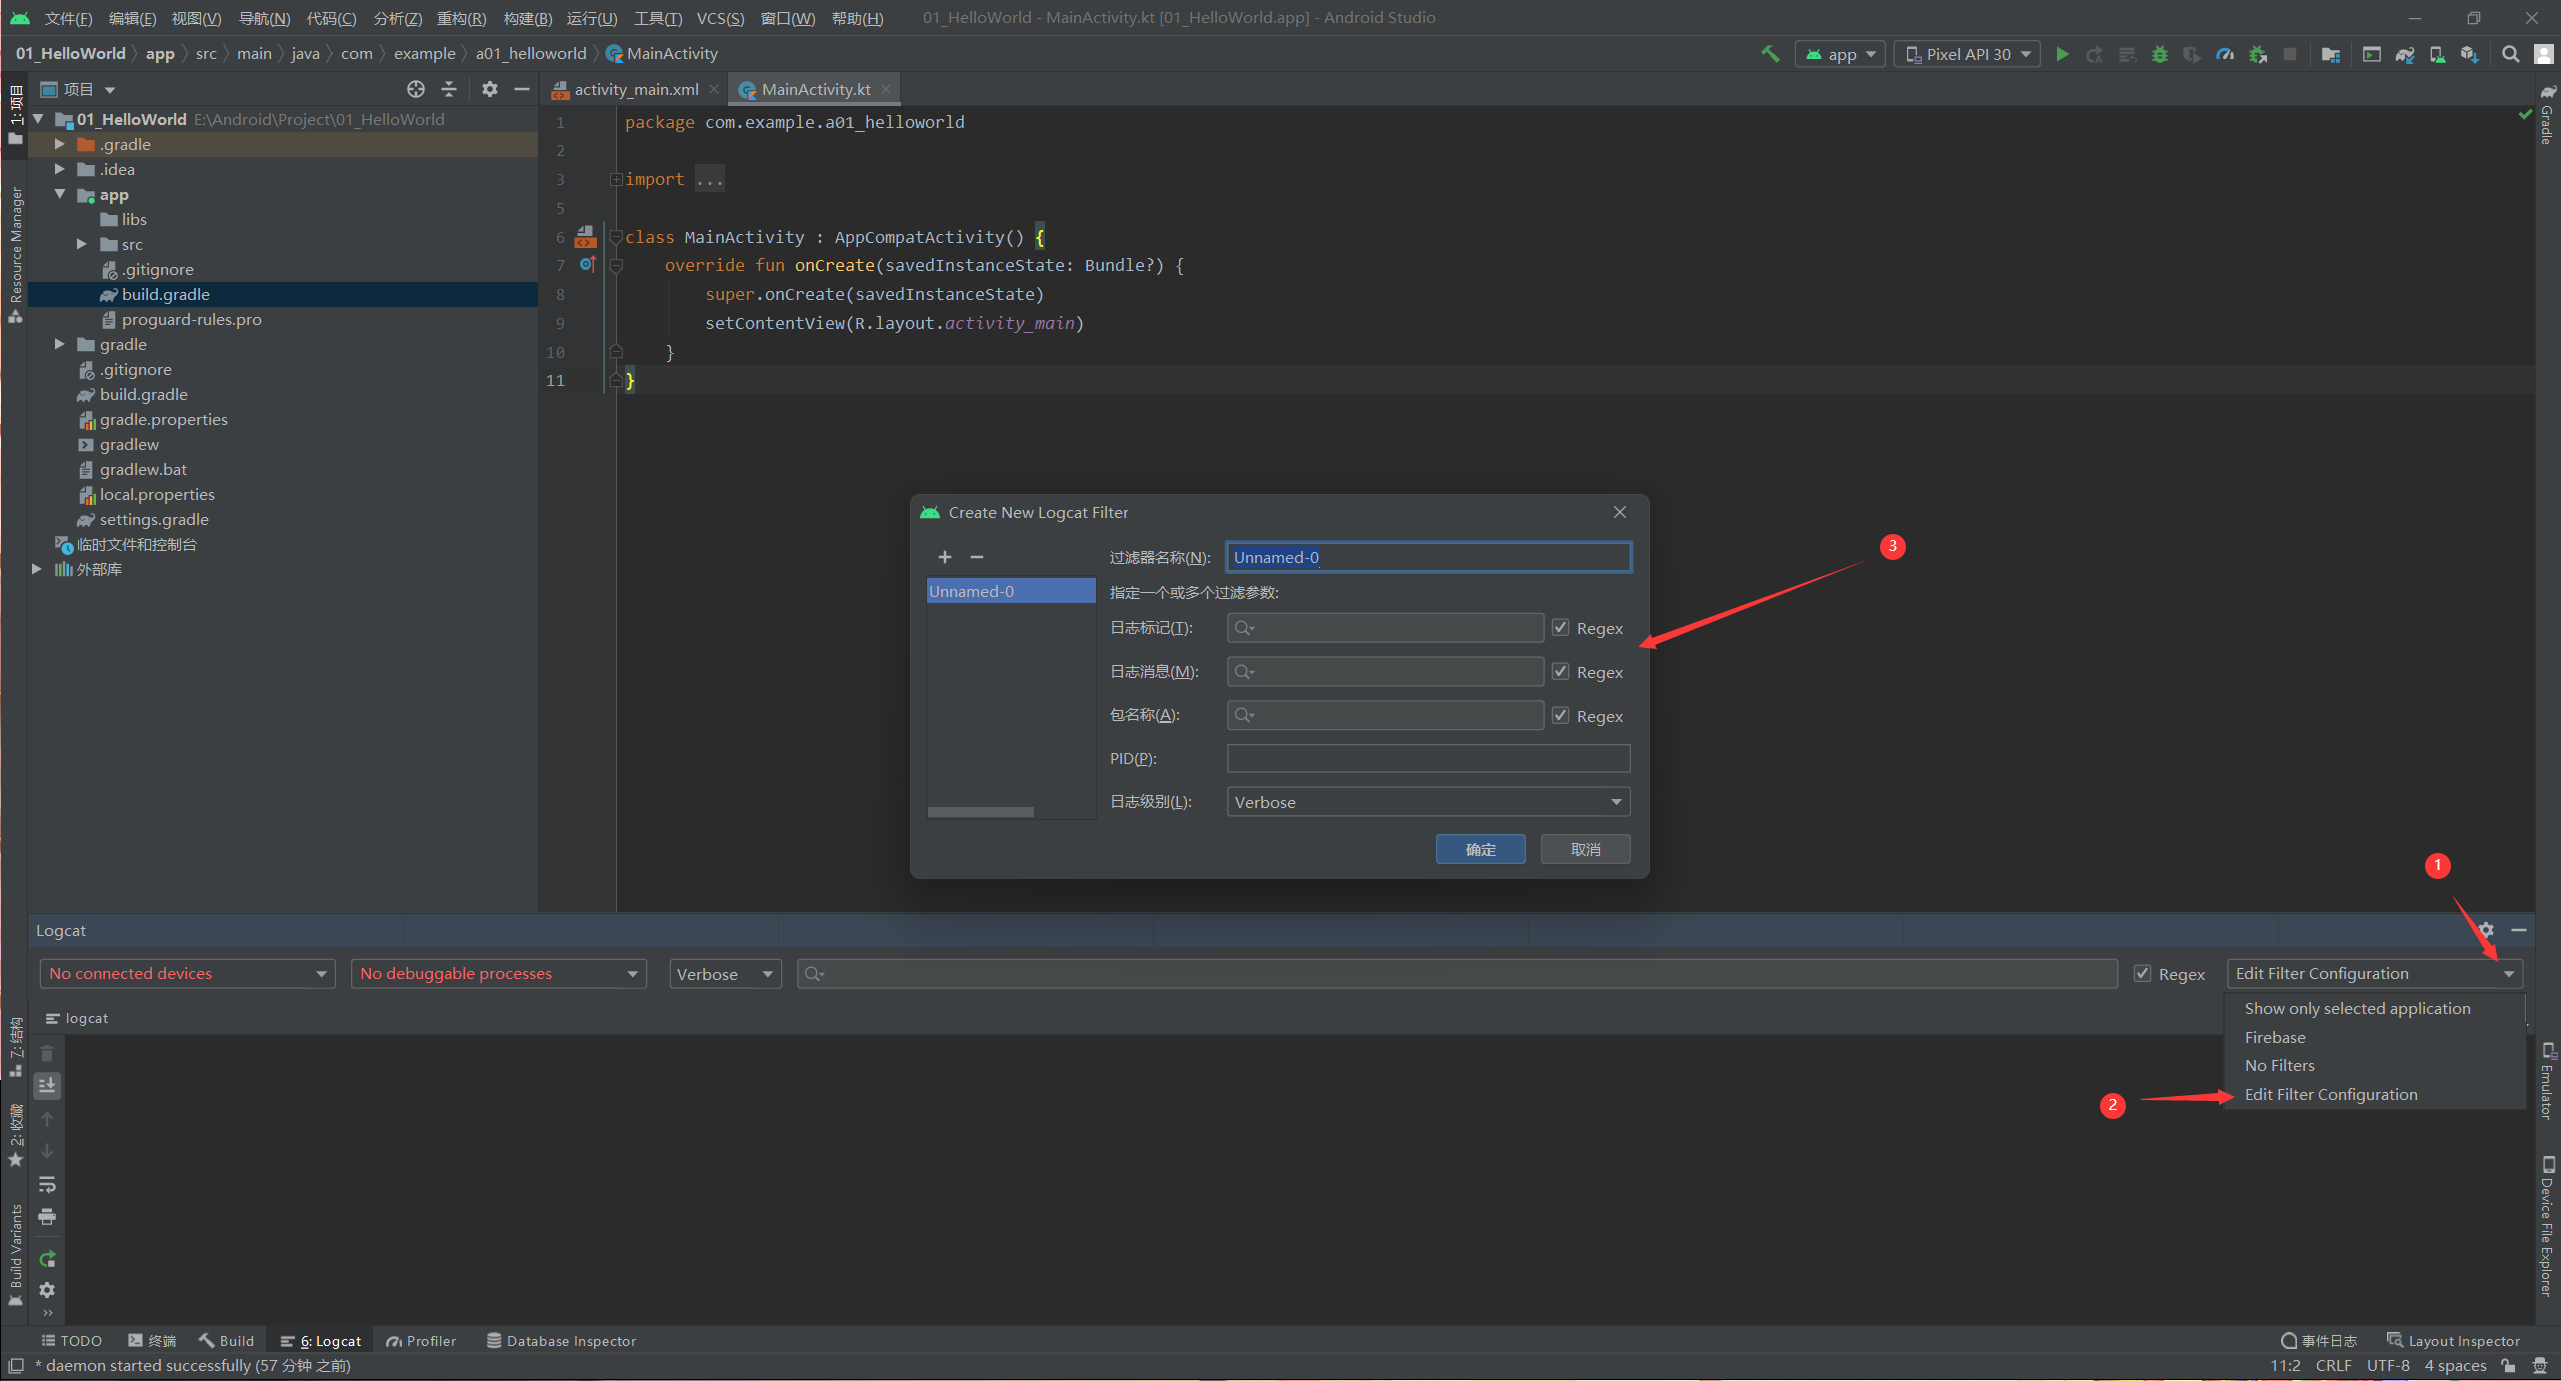 文件(F) 编辑(E) 视图(V) 导航(N) 代码(C) 分析(Z) 重构(R) 构建(B) 运行(U) 工具(T) VCS(S) 窗口(W) 帮助(H) 01_HelloWorld - MainActivity.kt [01_HelloWorld.app] - Android Studio
01_HelloWorld app src main java com example a01_helloworld MainActivity
app Pixel API 30
1: 项目
项目
activity_main.xml MainActivity.kt
Gradle
01_HelloWorld E:\Android\Project\01_HelloWorld
.gradle
.idea
app
libs
src
.gitignore
build.gradle
proguard-rules.pro
gradle
.gitignore
build.gradle
gradle.properties
gradlew
gradlew.bat
local.properties
settings.gradle
临时文件和控制台
外部库
Resource Manager
1 package com.example.a01_helloworld
2
3 import ...
5
6 class MainActivity : AppCompatActivity() {
7 override fun onCreate(savedInstanceState: Bundle?) {
8 super.onCreate(savedInstanceState)
9 setContentView(R.layout.activity_main)
10 }
11 }
Create New Logcat Filter
过滤器名称(N): Unnamed-0
Unnamed-0
指定一个或多个过滤参数:
日志标记(T): Regex
日志消息(M): Regex
包名称(A): Regex
PID(P):
日志级别(L): Verbose
确定 取消
3
1
Logcat
No connected devices No debuggable processes Verbose Regex Edit Filter Configuration
logcat
Show only selected application
Firebase
No Filters
Edit Filter Configuration
2
7: 结构
2: 收藏
Build Variants
Emulator
Device File Explorer
TODO 终端 Build 6: Logcat Profiler Database Inspector 事件日志 Layout Inspector
* daemon started successfully (57 分钟 之前) 11:2 CRLF UTF-8 4 spaces